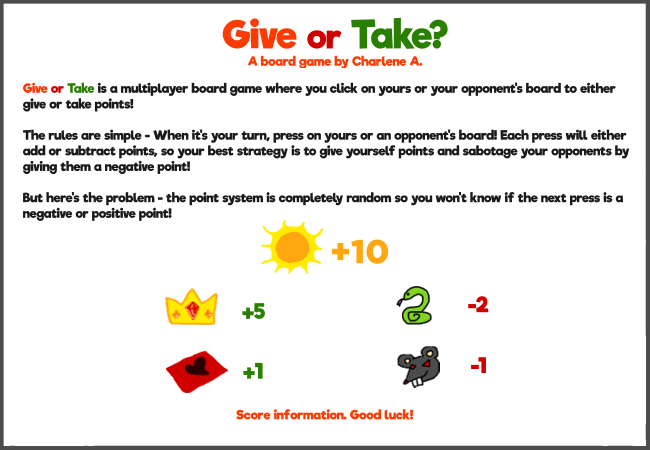 Give or Take?
A board game by Charlene A.
Give or Take is a multiplayer board game where you click on yours or your opponent's board to either
give or take points!
The rules are simple - When it's your turn, press on yours or an opponent's board! Each press will either
add or subtract points, so your best strategy is to give yourself points and sabotage your opponents by
giving them a negative point!
But here's the problem - the point system is completely random so you won't know if the next press is a
negative or positive point!
+10
+5
-2
+1
-1
Score information. Good luck!